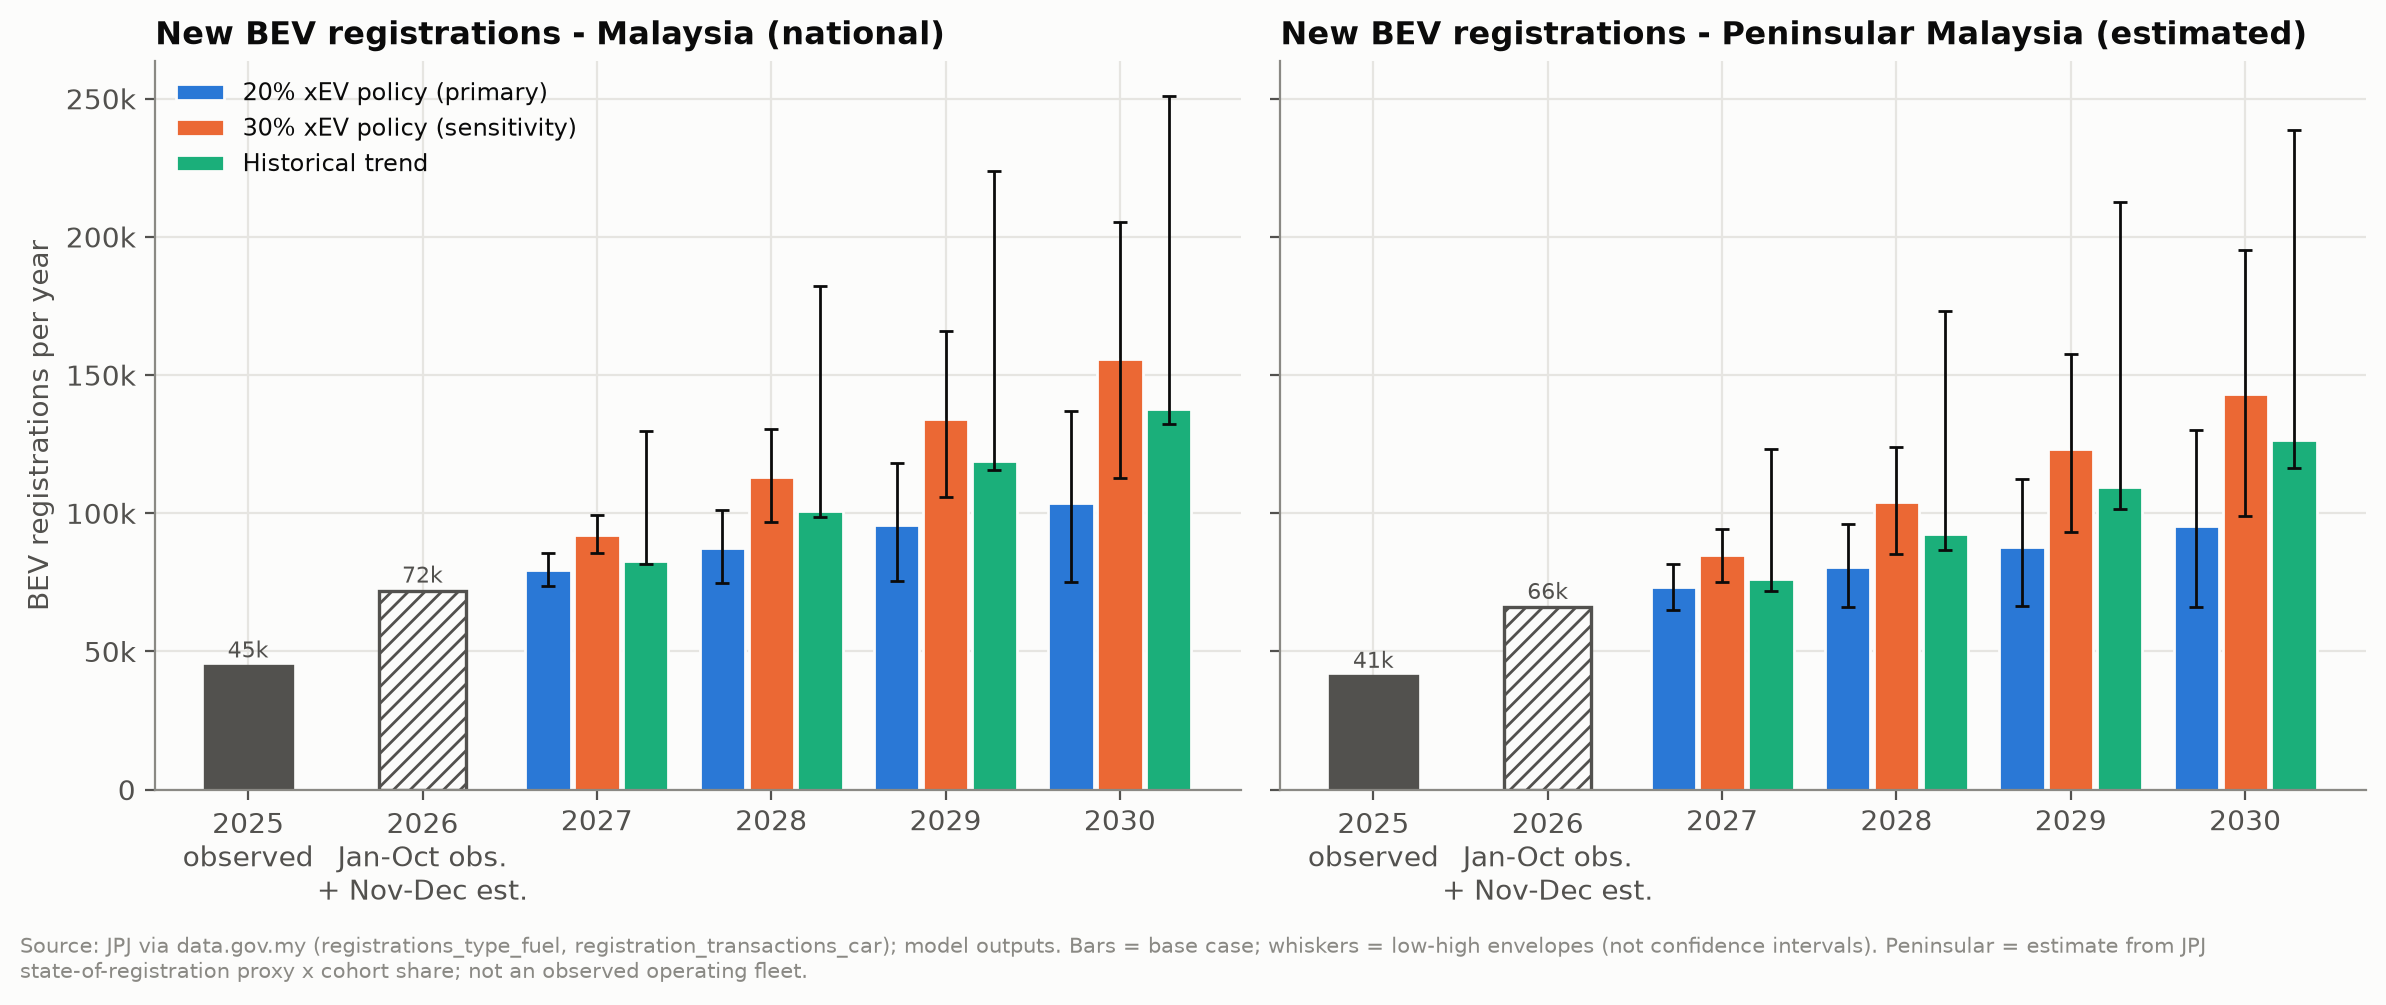 New BEV registrations - Malaysia (national)
BEV registrations per year
250k
200k
150k
100k
50k
0
20% xEV policy (primary)
30% xEV policy (sensitivity)
Historical trend
45k
72k
2025
observed
2026
Jan-Oct obs.
+ Nov-Dec est.
2027
2028
2029
2030
New BEV registrations - Peninsular Malaysia (estimated)
41k
66k
2025
observed
2026
Jan-Oct obs.
+ Nov-Dec est.
2027
2028
2029
2030
Source: JPJ via data.gov.my (registrations_type_fuel, registration_transactions_car); model outputs. Bars = base case; whiskers = low-high envelopes (not confidence intervals). Peninsular = estimate from JPJ
state-of-registration proxy x cohort share; not an observed operating fleet.